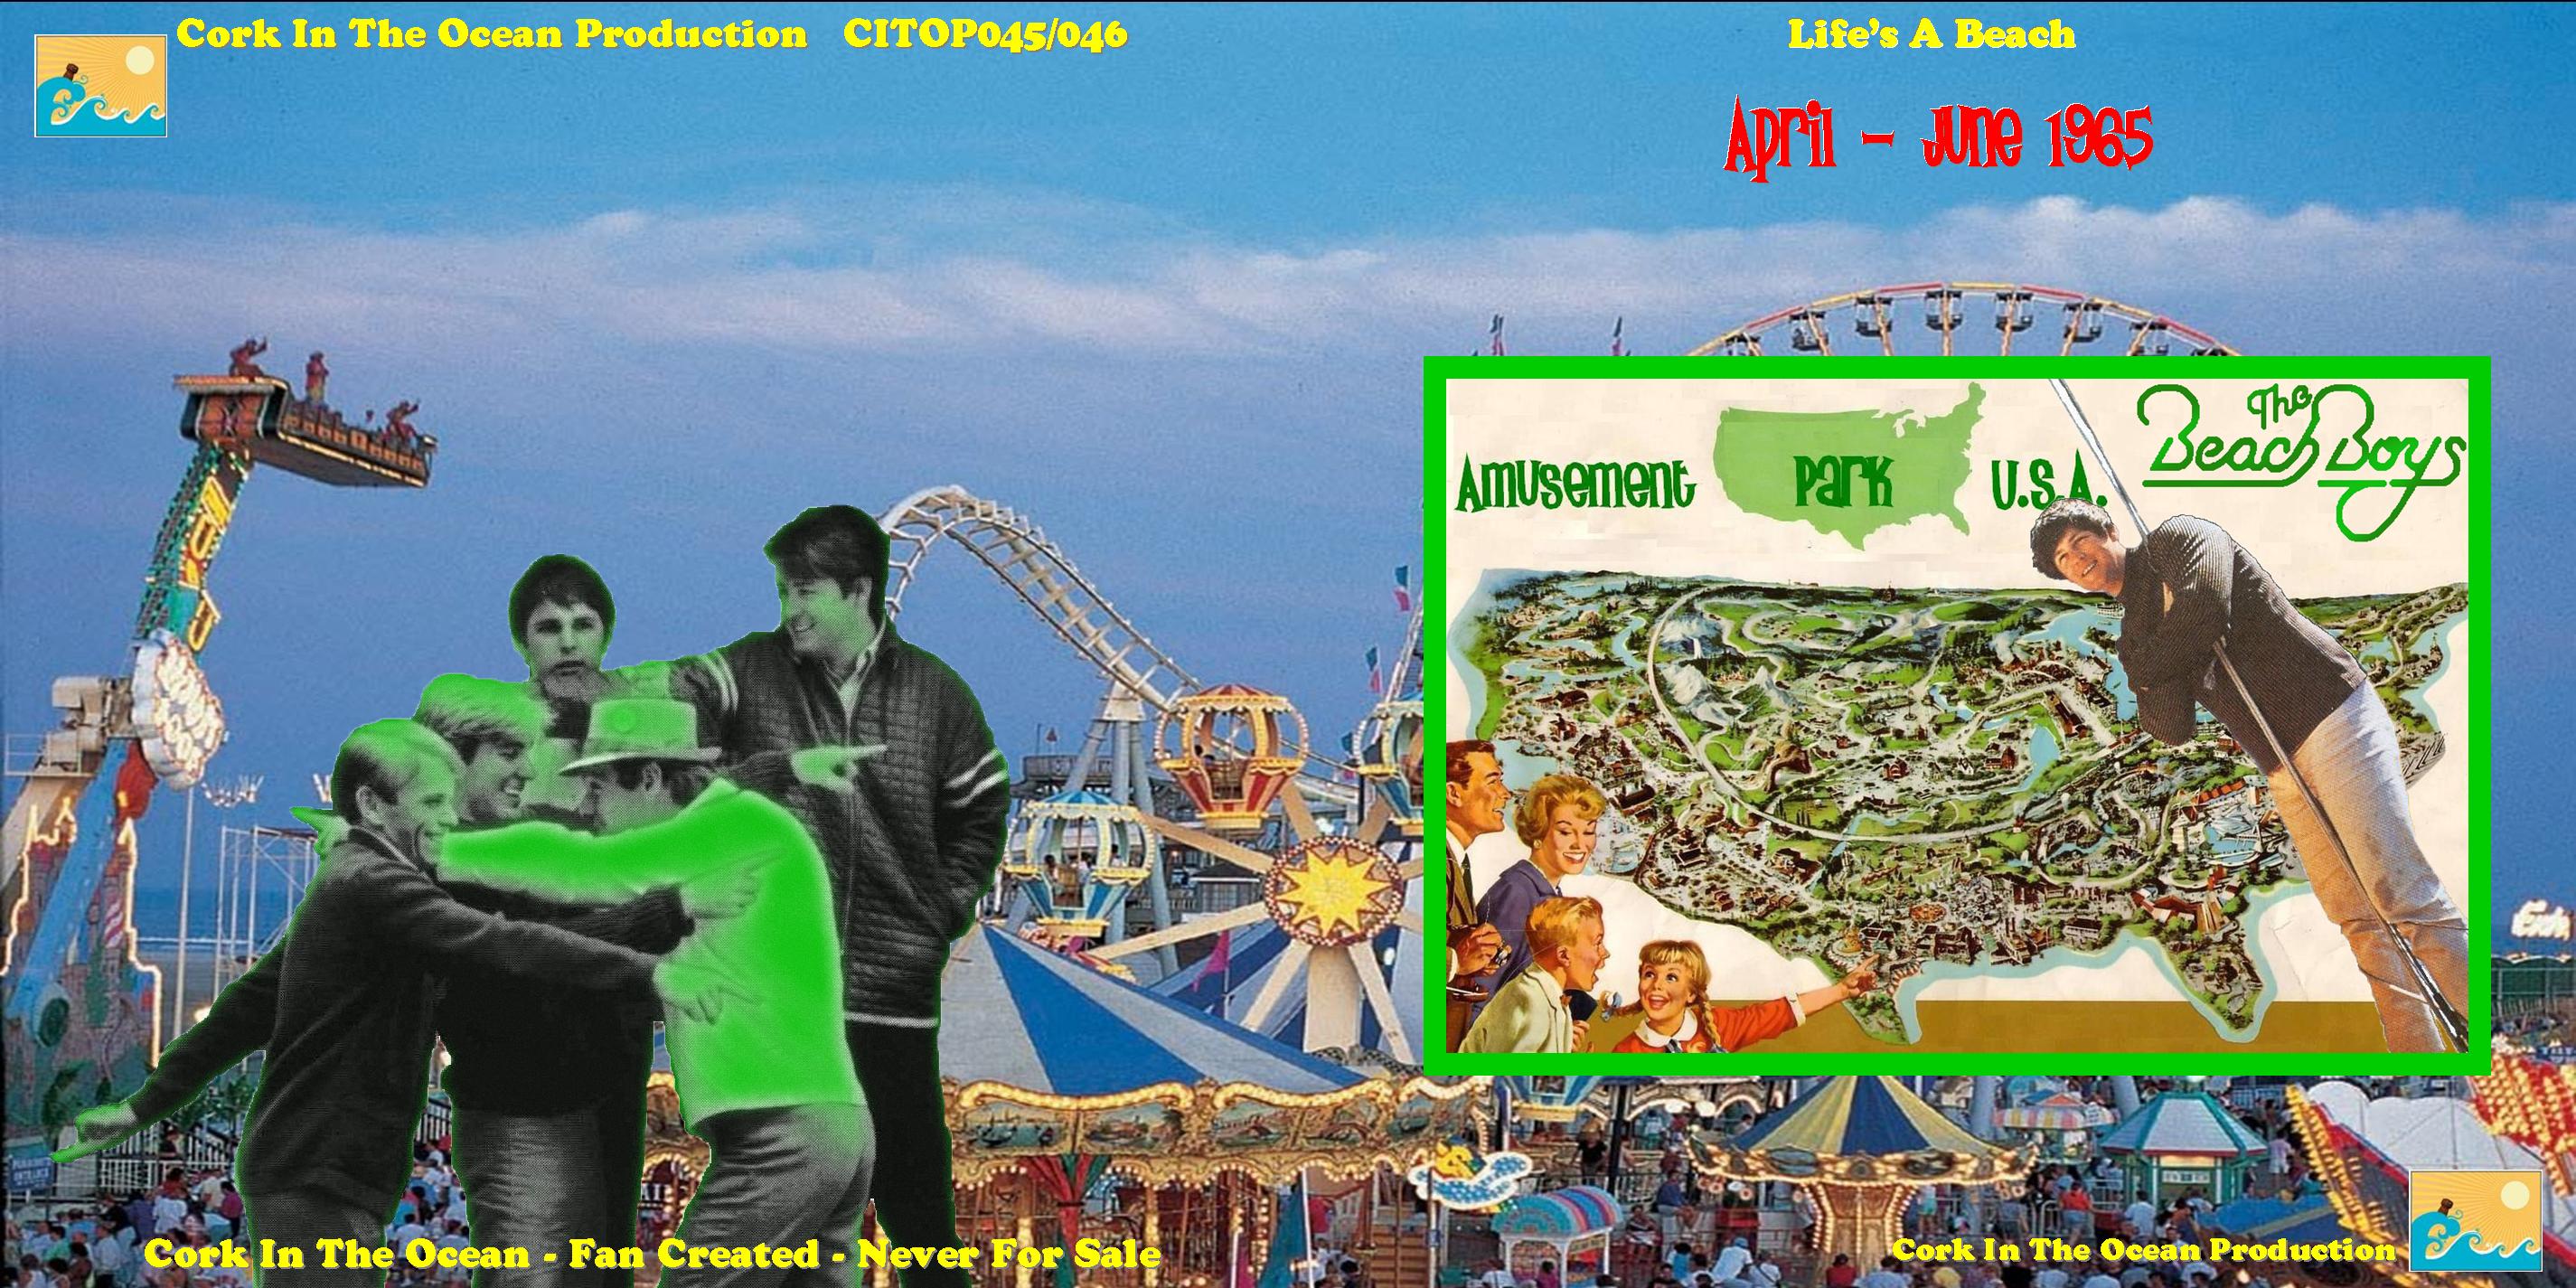 Cork In The Ocean Production CITOP045/046
Life's A Beach
April - June 1965
Amusement Park U.S.A.
The
Beach Boys
Cork In The Ocean - Fan Created - Never For Sale
Cork In The Ocean Production